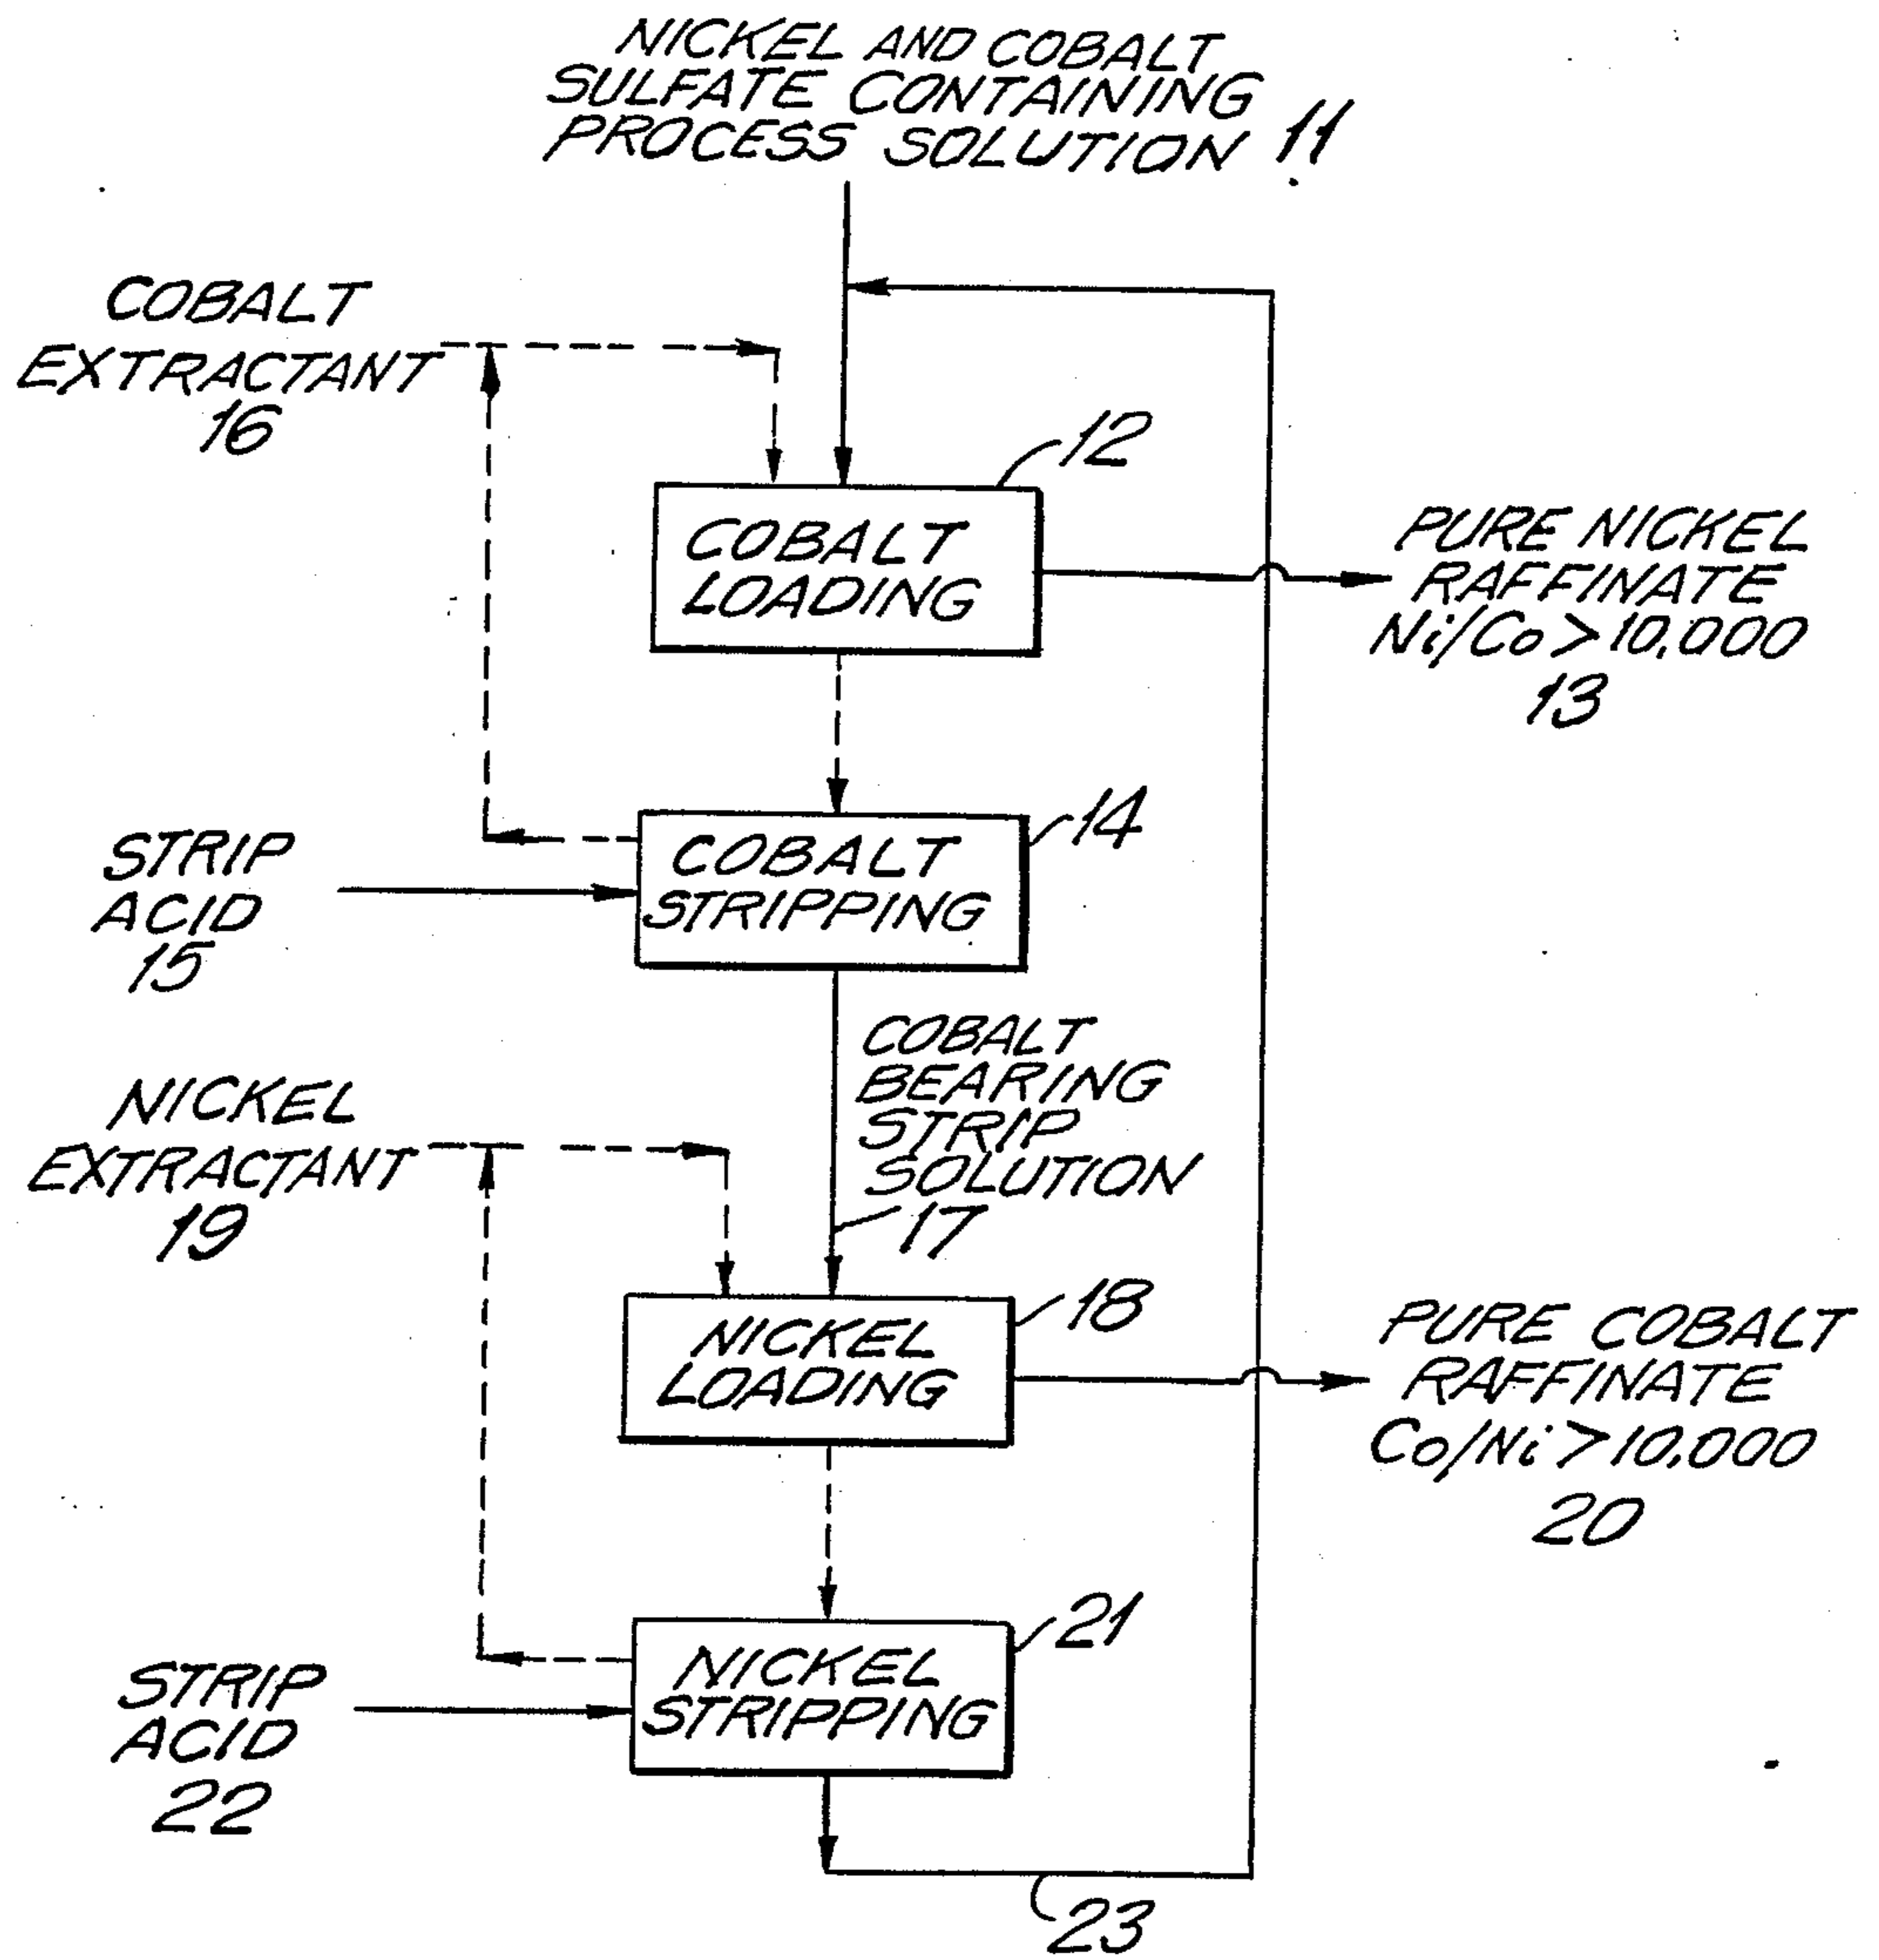 NICKEL AND COBALT
SULFATE CONTAINING
PROCESS SOLUTION 11
COBALT
EXTRACTANT
16
12
COBALT
LOADING
PURE NICKEL
RAFFINATE
Ni/Co > 10,000
13
14
COBALT
STRIPPING
STRIP
ACID
15
COBALT
BEARING
STRIP
SOLUTION
17
NICKEL
EXTRACTANT
19
18
NICKEL
LOADING
PURE COBALT
RAFFINATE
Co/Ni > 10,000
20
21
NICKEL
STRIPPING
STRIP
ACID
22
23